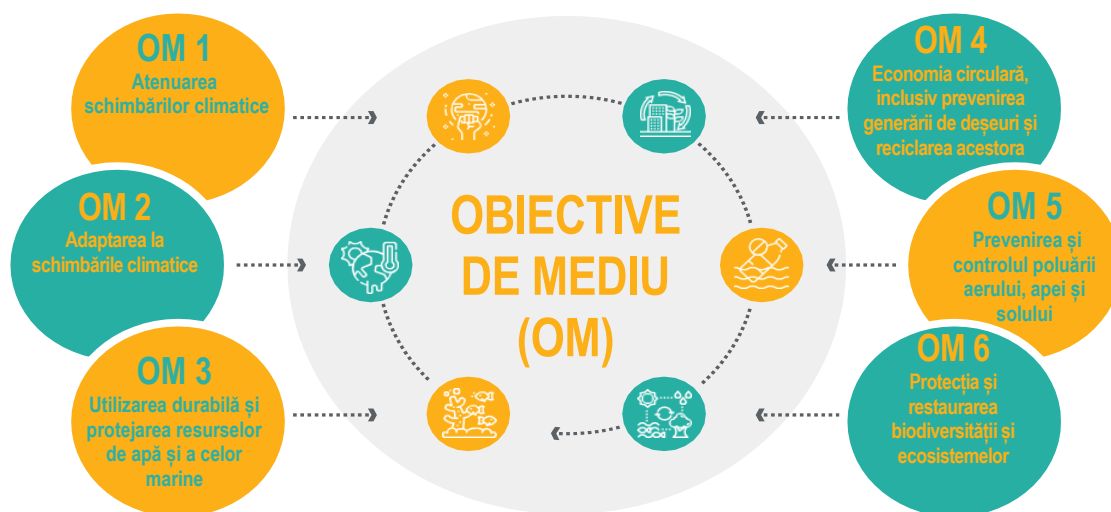 OM 1
Atenuarea
schimbărilor climatice
OM 2
Adaptarea la
schimbările climatice
OM 3
Utilizarea durabilă și
protejarea resurselor
de apă și a celor
marine
OBIECTIVE
DE MEDIU
(OM)
OM 4
Economia circulară,
inclusiv prevenirea
generării de deșeuri și
reciclarea acestora
OM 5
Prevenirea și
controlul poluării
aerului, apei și
solului
OM 6
Protecția și
restaurarea
biodiversității și
ecosistemelor